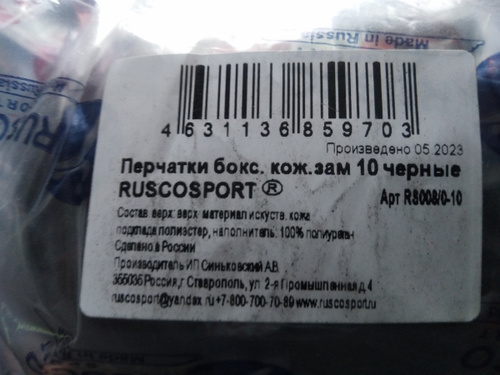 Made in Russia
4 631136 859703
Произведено 05.2023
Перчатки бокс. кож.зам 10 черные
RUSCOSPORT ® Арт RS008/0-10
Состав: верх: верх. материал искуств. кожа
подклада полиэстер, наполнитель: 100% полиуретан
Сделано в России
Производитель ИП Синьковский А.В.
355035 Россия, г Ставрополь, ул 2-я Промышленная д.4
ruscosport@yandex.ru +7-800-700-70-89 www.ruscosport.ru